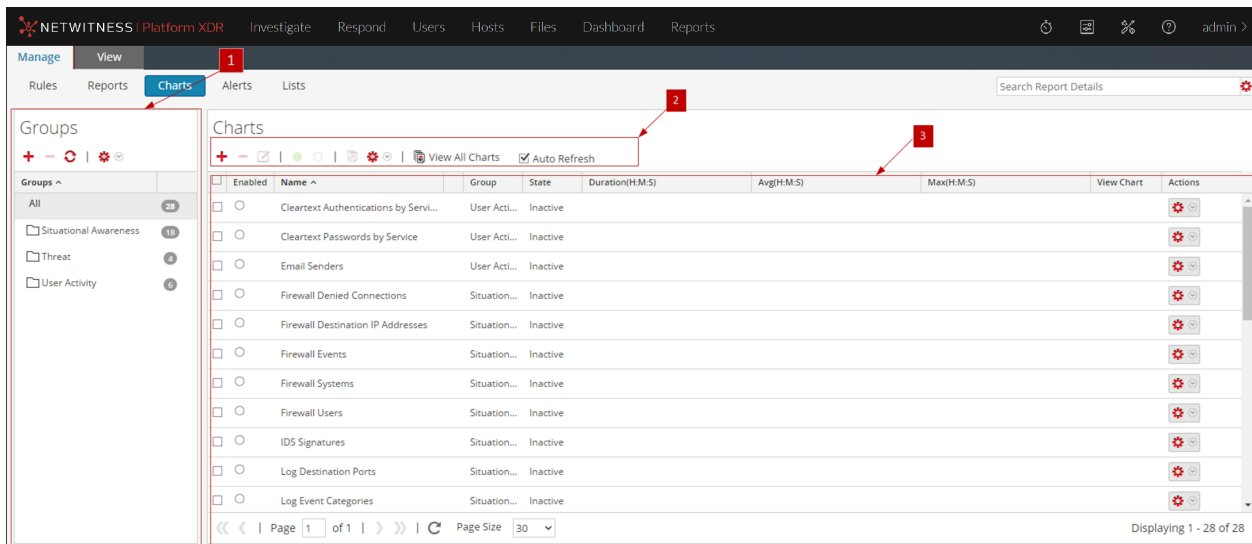 NETWITNESS | Platform XDR Investigate Respond Users Hosts Files Dashboard Reports admin >
Manage View
1
Rules Reports Charts Alerts Lists Search Report Details
2
Groups Charts
3
View All Charts Auto Refresh
Groups Enabled Name Group State Duration(H:M:S) Avg(H:M:S) Max(H:M:S) View Chart Actions
All 28 Cleartext Authentications by Servi... User Acti... Inactive
Situational Awareness 18 Cleartext Passwords by Service User Acti... Inactive
Threat 4 Email Senders User Acti... Inactive
User Activity 6 Firewall Denied Connections Situation... Inactive
Firewall Destination IP Addresses Situation... Inactive
Firewall Events Situation... Inactive
Firewall Systems Situation... Inactive
Firewall Users Situation... Inactive
IDS Signatures Situation... Inactive
Log Destination Ports Situation... Inactive
Log Event Categories Situation... Inactive
Page 1 of 1 Page Size 30 Displaying 1 - 28 of 28